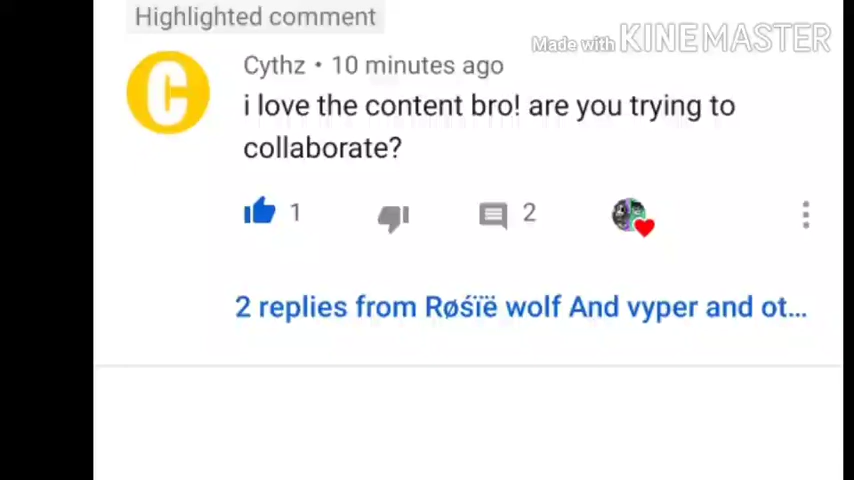 Highlighted comment
Made with KINEMASTER
C
Cythz • 10 minutes ago
i love the content bro! are you trying to
collaborate?
1
2
2 replies from Røśïë wolf And vyper and ot...